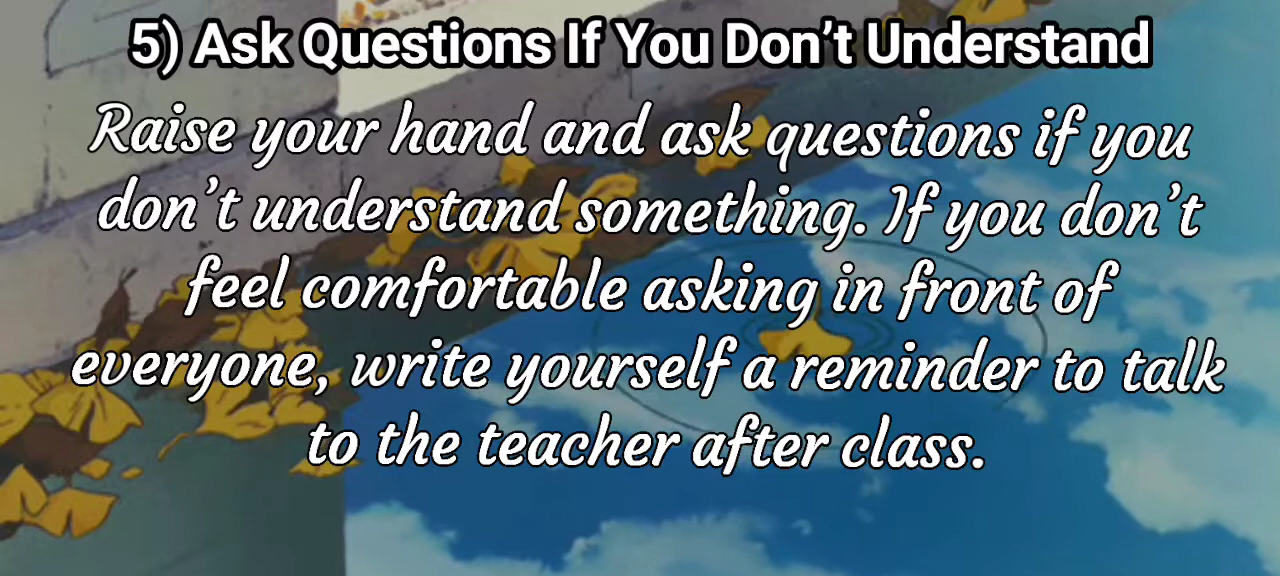 5) Ask Questions If You Don’t Understand
Raise your hand and ask questions if you
don’t understand something. If you don’t
feel comfortable asking in front of
everyone, write yourself a reminder to talk
to the teacher after class.